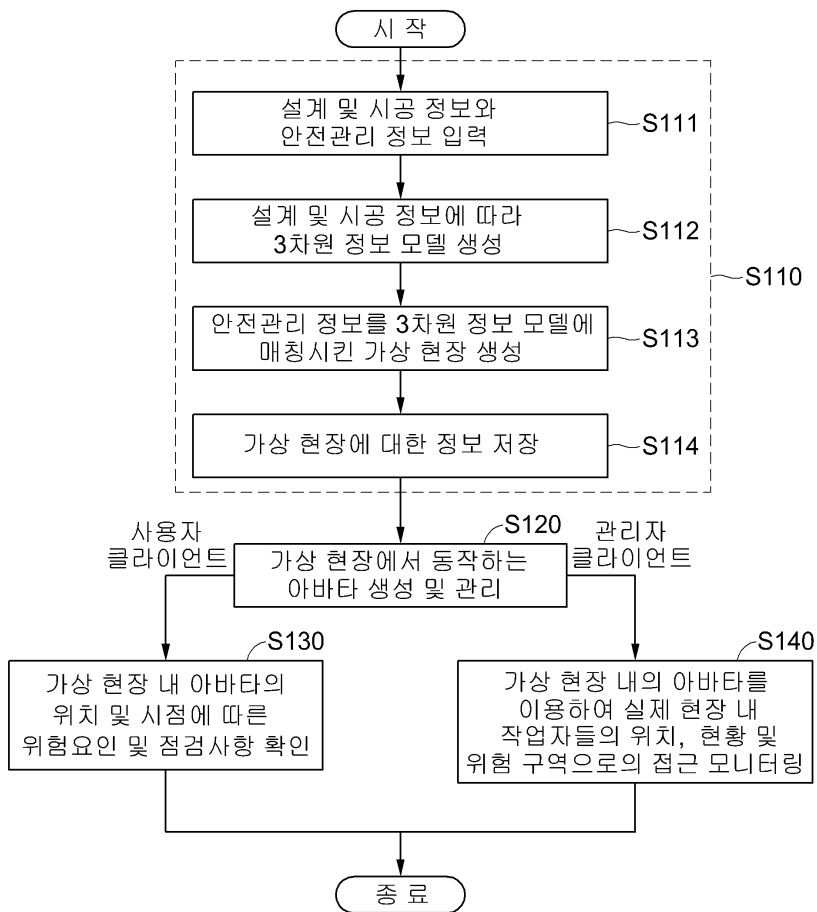 시 작
설계 및 시공 정보와
안전관리 정보 입력
S111
설계 및 시공 정보에 따라
3차원 정보 모델 생성
S112
S110
안전관리 정보를 3차원 정보 모델에
매칭시킨 가상 현장 생성
S113
가상 현장에 대한 정보 저장
S114
사용자
클라이언트
S120
관리자
클라이언트
가상 현장에서 동작하는
아바타 생성 및 관리
S130
가상 현장 내 아바타의
위치 및 시점에 따른
위험요인 및 점검사항 확인
S140
가상 현장 내의 아바타를
이용하여 실제 현장 내
작업자들의 위치, 현황 및
위험 구역으로의 접근 모니터링
종 료